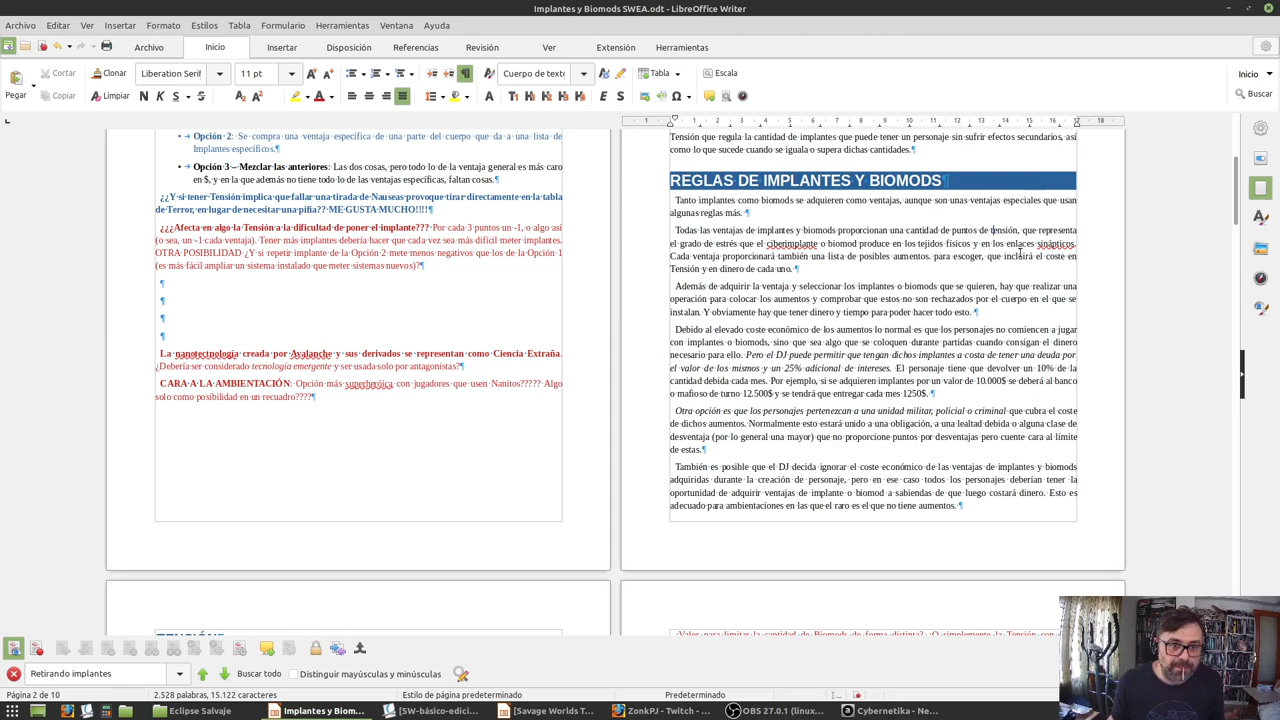 Implantes y Biomods SWEA.odt - LibreOffice Writer
Archivo Editar Ver Insertar Formato Estilos Tabla Formulario Herramientas Ventana Ayuda
Archivo Inicio Insertar Disposición Referencias Revisión Ver Extensión Herramientas
Cortar Clonar Liberation Serif 11 pt Cuerpo de texto Tabla Escala Inicio
Pegar Copiar Limpiar Buscar
Opción 2: Se compra una ventaja específica de una parte del cuerpo que da a una lista de
Implantes específicos.¶
Opción 3 – Mezclar las anteriores: Las dos cosas, pero todo lo de la ventaja general es más caro
en $, y en la que además no tiene todo lo de las ventajas específicas, faltan cosas.¶
¿¿Y si tener Tensión implica que fallar una tirada de Nauseas provoque tirar directamente en la tabla
de Terror, en lugar de necesitar una pifia?? ME GUSTA MUCHO!!!!¶
¿¿¿Afecta en algo la Tensión a la dificultad de poner el implante??? Por cada 3 puntos un -1, o algo así
(o sea, un -1 cada ventaja). Tener más implantes debería hacer que cada vez sea más difícil meter implantes.
OTRA POSIBILIDAD ¿Y si repetir implante de la Opción 2 mete menos negativos que los de la Opción 1
(es más fácil ampliar un sistema instalado que meter sistemas nuevos)?¶
¶
¶
¶
¶
La nanotectnología creada por Avalanche y sus derivados se representan como Ciencia Extraña.
¿Debería ser considerado tecnología emergente y ser usada solo por antagonistas?¶
CARA A LA AMBIENTACIÓN: Opción más superheróica con jugadores que usen Nanitos????? Algo
solo como posibilidad en un recuadro????¶
Tensión que regula la cantidad de implantes que puede tener un personaje sin sufrir efectos secundarios, así
como lo que sucede cuando se iguala o supera dichas cantidades.¶
REGLAS DE IMPLANTES Y BIOMODS¶
Tanto implantes como biomods se adquieren como ventajas, aunque son unas ventajas especiales que usan
algunas reglas más. ¶
Todas las ventajas de implantes y biomods proporcionan una cantidad de puntos de tensión, que representa
el grado de estrés que el ciberimplante o biomod produce en los tejidos físicos y en los enlaces sinápticos.
Cada ventaja proporcionará también una lista de posibles aumentos. para escoger, que incluirá el coste en
Tensión y en dinero de cada uno. ¶
Además de adquirir la ventaja y seleccionar los implantes o biomods que se quieren, hay que realizar una
operación para colocar los aumentos y comprobar que estos no son rechazados por el cuerpo en el que se
instalan. Y obviamente hay que tener dinero y tiempo para poder hacer todo esto. ¶
Debido al elevado coste económico de los aumentos lo normal es que los personajes no comiencen a jugar
con implantes o biomods, sino que sea algo que se coloquen durante partidas cuando consigan el dinero
necesario para ello. Pero el DJ puede permitir que tengan dichos implantes a costa de tener una deuda por
el valor de los mismos y un 25% adicional de intereses. El personaje tiene que devolver un 10% de la
cantidad debida cada mes. Por ejemplo, si se adquieren implantes por un valor de 10.000$ se deberá al banco
o mafioso de turno 12.500$ y se tendrá que entregar cada mes 1250$. ¶
Otra opción es que los personajes pertenezcan a una unidad militar, policial o criminal que cubra el coste
de dichos aumentos. Normalmente esto estará unido a una obligación, a una lealtad debida o alguna clase de
desventaja (por lo general una mayor) que no proporcione puntos por desventajas pero cuente cara al límite
de estas.¶
También es posible que el DJ decida ignorar el coste económico de las ventajas de implantes y biomods
adquiridas durante la creación de personaje, pero en ese caso todos los personajes deberían tener la
oportunidad de adquirir ventajas de implante o biomod a sabiendas de que luego costará dinero. Esto es
adecuado para ambientaciones en las que el raro es el que no tiene aumentos. ¶
Retirando implantes Buscar todo Distinguir mayúsculas y minúsculas
Página 2 de 10 2.528 palabras, 15.122 caracteres Estilo de página predeterminado Predeterminado
Eclipse Salvaje Implantes y Biom... [SW-básico-edici... [Savage Worlds T... ZonkPJ - Twitch - ... OBS 27.0.1 (linux... Cybernetika - Ne...